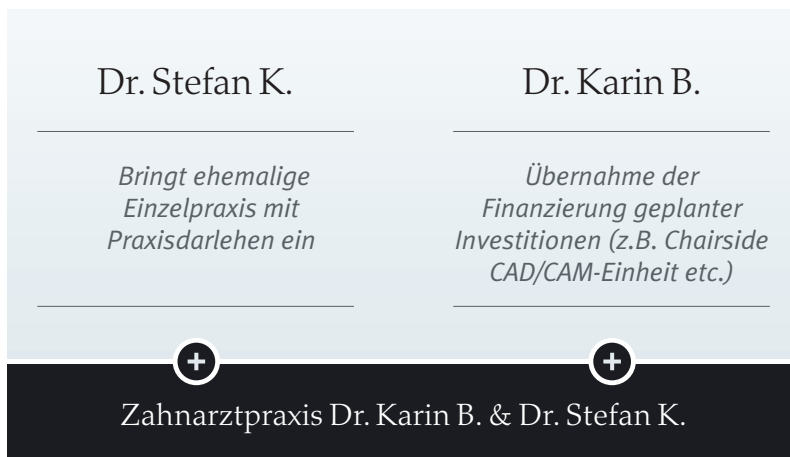 Dr. Stefan K.
Bringt ehemalige
Einzelpraxis mit
Praxisdarlehen ein
Dr. Karin B.
Übernahme der
Finanzierung geplanter
Investitionen (z.B. Chairside
CAD/CAM-Einheit etc.)
+
+
Zahnarztpraxis Dr. Karin B. & Dr. Stefan K.